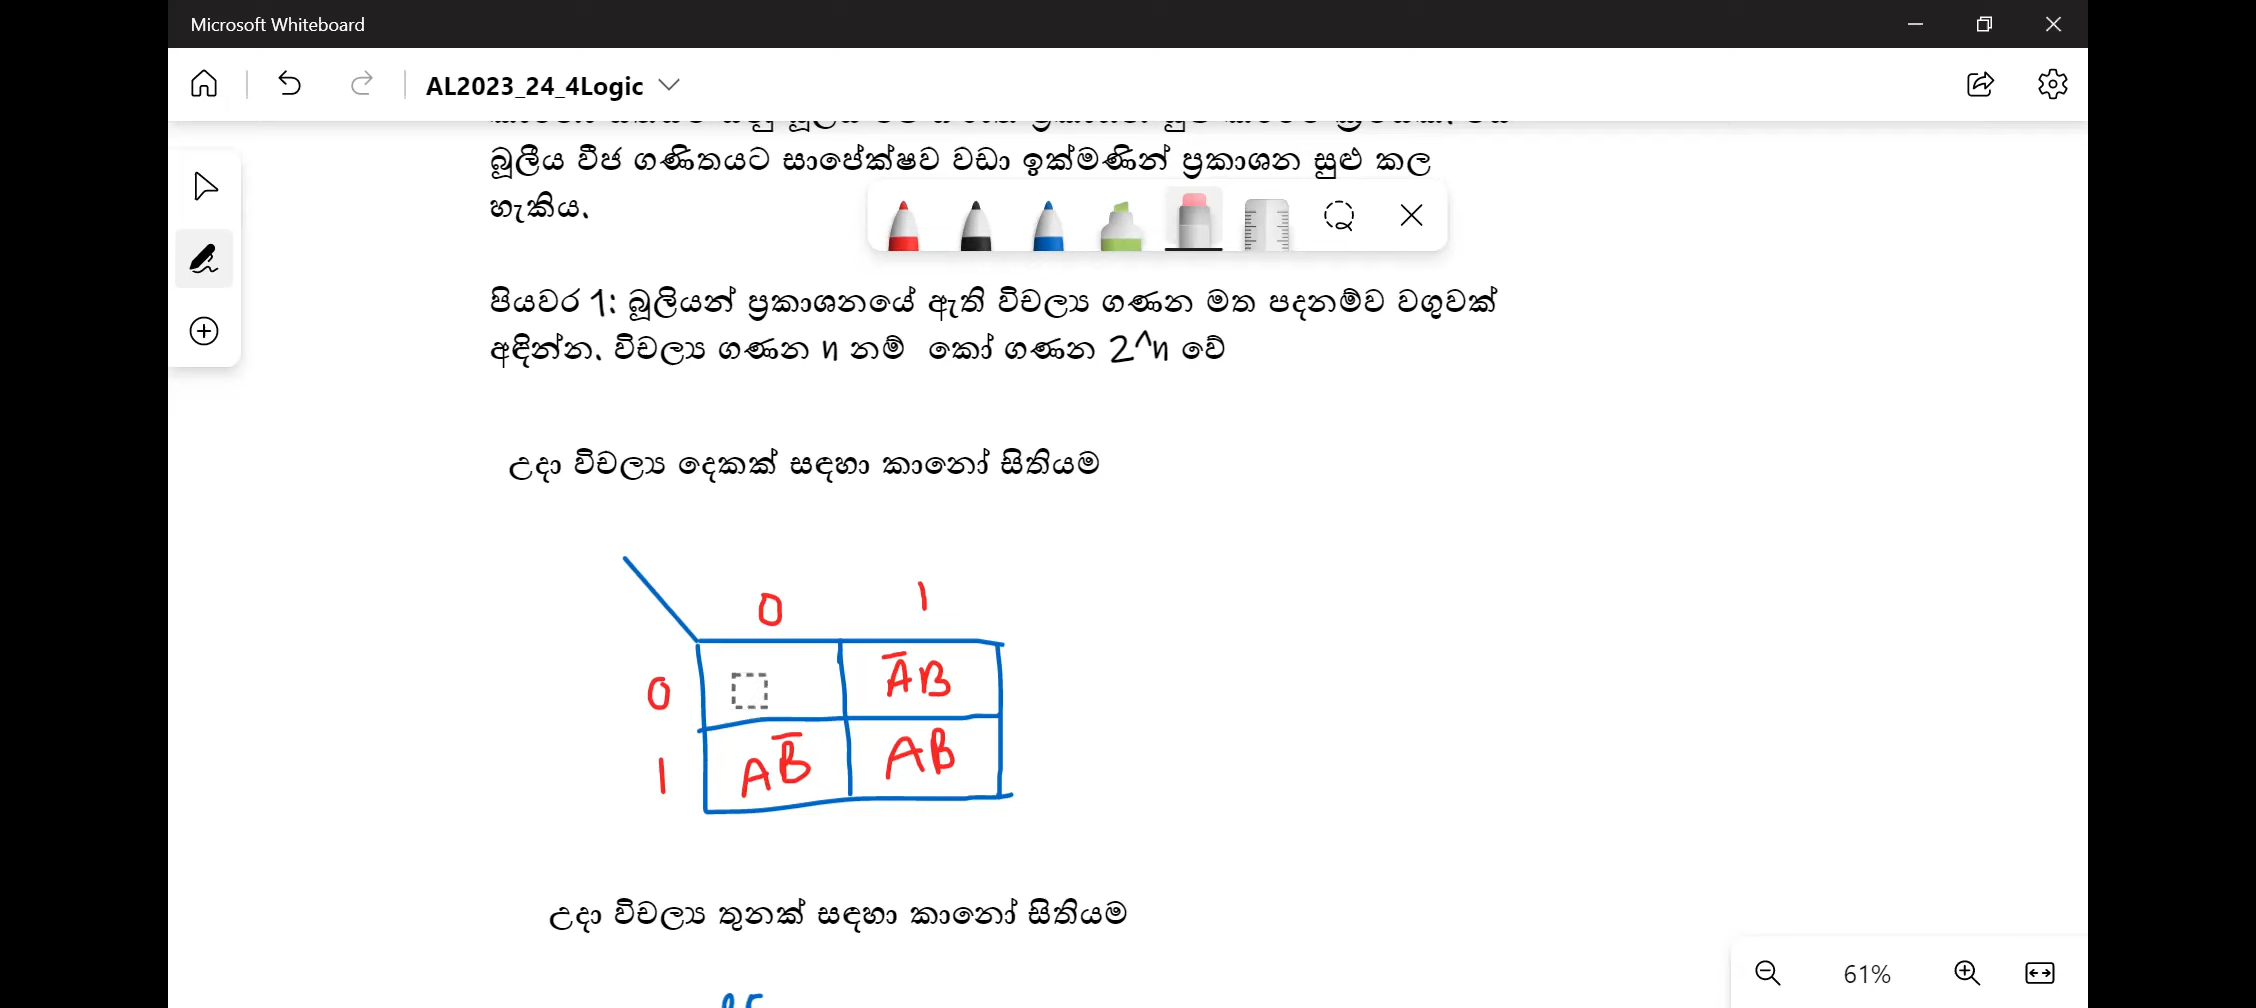 Microsoft Whiteboard
AL2023_24_4Logic
බූලීය වීජ ගණිතයට සාපේක්ෂව වඩා ඉක්මණින් ප්‍රකාශන සුළු කල
හැකිය.
පියවර 1: බූලියන් ප්‍රකාශනයේ ඇති විචල්‍ය ගණන මත පදනම්ව වගුවක්
අඳින්න. විචල්‍ය ගණන n නම් කෝ ගණන 2^n වේ
උදා විචල්‍ය දෙකක් සඳහා කානෝ සිතියම
0 1
0 A̅B
1 AB̅ AB
උදා විචල්‍ය තුනක් සඳහා කානෝ සිතියම
61%